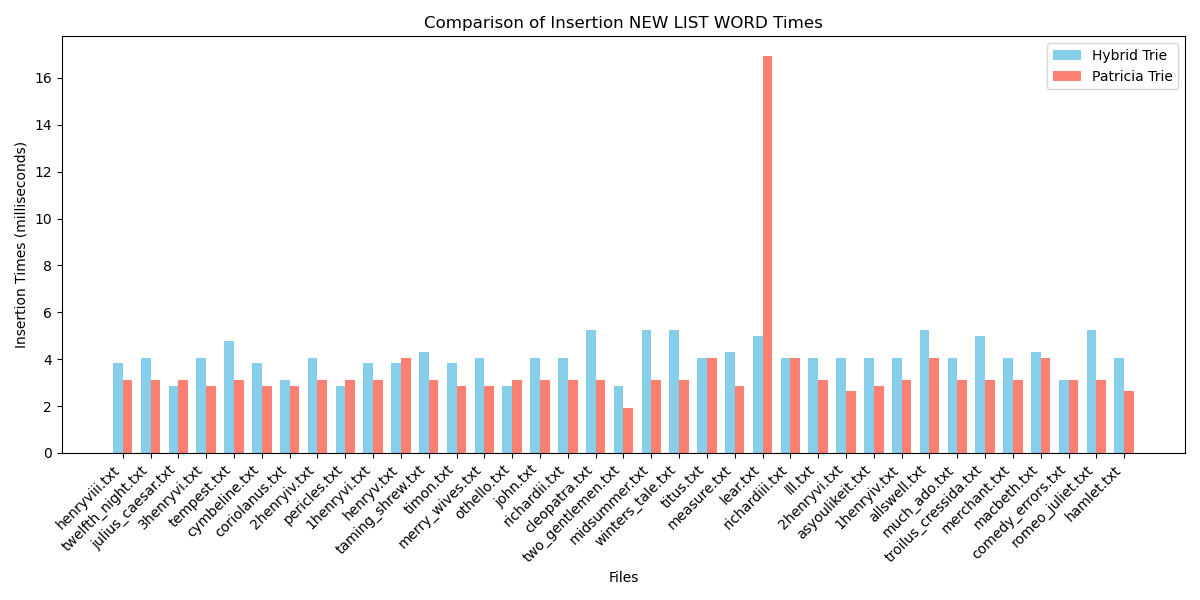 Comparison of Insertion NEW LIST WORD Times
Hybrid Trie
Patricia Trie
Insertion Times (milliseconds)
16
14
12
10
8
6
4
2
0
henryviii.txt
twelfth_night.txt
julius_caesar.txt
3henryvi.txt
tempest.txt
cymbeline.txt
coriolanus.txt
2henryiv.txt
pericles.txt
1henryvi.txt
henryv.txt
taming_shrew.txt
timon.txt
merry_wives.txt
othello.txt
john.txt
richardii.txt
cleopatra.txt
two_gentlemen.txt
midsummer.txt
winters_tale.txt
titus.txt
measure.txt
lear.txt
richardiii.txt
lll.txt
2henryvi.txt
asyoulikeit.txt
1henryiv.txt
allswell.txt
much_ado.txt
troilus_cressida.txt
merchant.txt
macbeth.txt
comedy_errors.txt
romeo_juliet.txt
hamlet.txt
Files